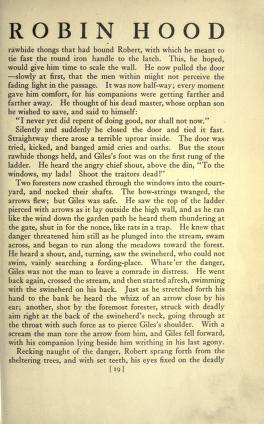 ROBIN HOOD
rawhide thongs that had bound Robert, with which he meant to
tie fast the round iron handle to the latch. This, he hoped,
would give him time to scale the wall. He now pulled the door
—slowly at first, that the men within might not perceive the
fading light in the passage. It was now half-way; every moment
gave him comfort, for his companions were getting farther and
farther away. He thought of his dead master, whose orphan son
he wished to save, and said to himself:
"I never yet did repent of doing good, nor shall not now."
Silently and suddenly he closed the door and tied it fast.
Straightway there arose a terrible uproar inside. The door was
tried, kicked, and banged amid cries and oaths. But the stout
rawhide thongs held, and Giles's foot was on the first rung of the
ladder. He heard the angry chief shout, above the din, "To the
windows, my lads! Shoot the traitors dead!"
Two foresters now crashed through the windows into the court-
yard, and nocked their shafts. The bow-strings twanged, the
arrows flew; but Giles was safe. He saw the top of the ladder
pierced with arrows as it lay outside the high wall, and as he ran
like the wind down the garden path he heard them thundering at
the gate, shut in for the nonce, like rats in a trap. He knew that
danger threatened him still as he plunged into the stream, swam
across, and began to run along the meadows toward the forest.
He heard a shout, and, turning, saw the swineherd, who could not
swim, vainly searching a fording-place. Whate'er the danger,
Giles was not the man to leave a comrade in distress. He went
back again, crossed the stream, and then started afresh, swimming
with the swineherd on his back. Just as he stretched forth his
hand to the bank he heard the whizz of an arrow close by his
ear; another, shot by the foremost forester, struck with deadly
aim right at the back of the swineherd's neck, going through at
the throat with such force as to pierce Giles's shoulder. With a
scream the man tore the arrow from him, and Giles fell forward,
with his companion lying beside him writhing in his last agony.
Recking naught of the danger, Robert sprang forth from the
sheltering trees, and with set teeth, his eyes fixed on the deadly
[19]